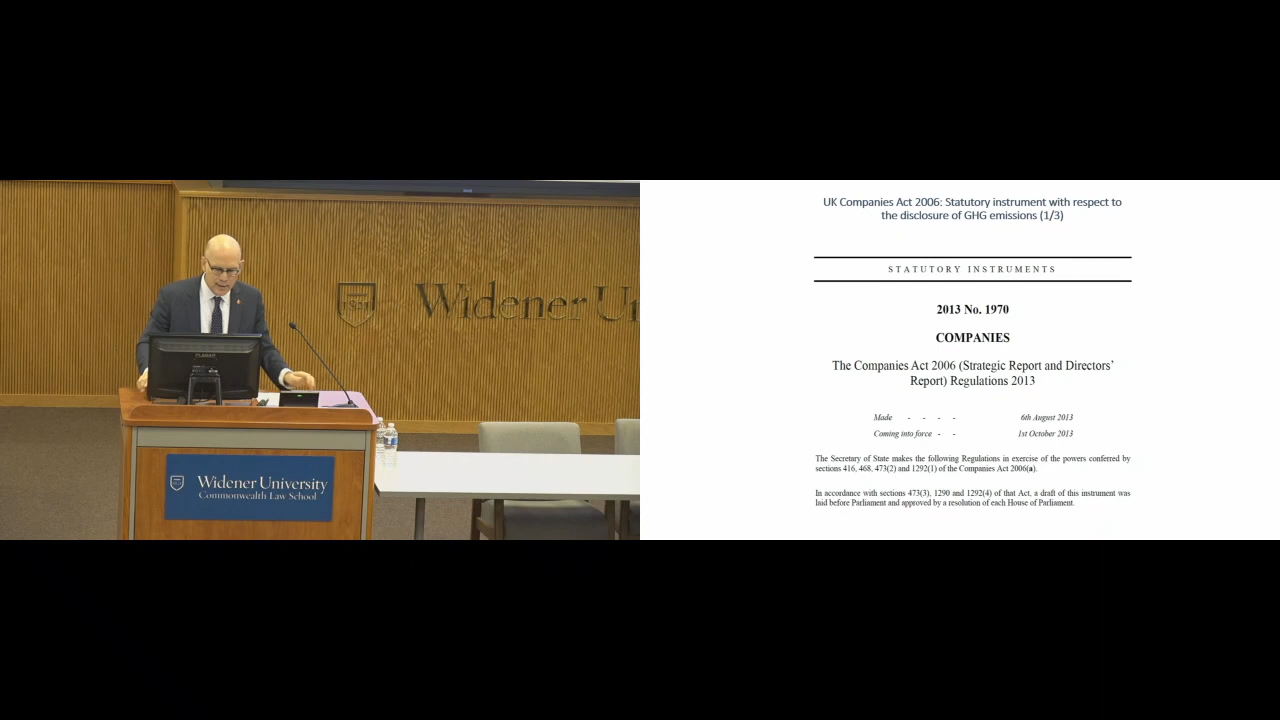 PLANAR
1821
Widener Un
Widener University
Commonwealth Law School
UK Companies Act 2006: Statutory instrument with respect to
the disclosure of GHG emissions (1/3)
STATUTORY INSTRUMENTS
2013 No. 1970
COMPANIES
The Companies Act 2006 (Strategic Report and Directors’
Report) Regulations 2013
Made - - - - 6th August 2013
Coming into force - - 1st October 2013
The Secretary of State makes the following Regulations in exercise of the powers conferred by
sections 416, 468, 473(2) and 1292(1) of the Companies Act 2006(a).
In accordance with sections 473(3), 1290 and 1292(4) of that Act, a draft of this instrument was
laid before Parliament and approved by a resolution of each House of Parliament.